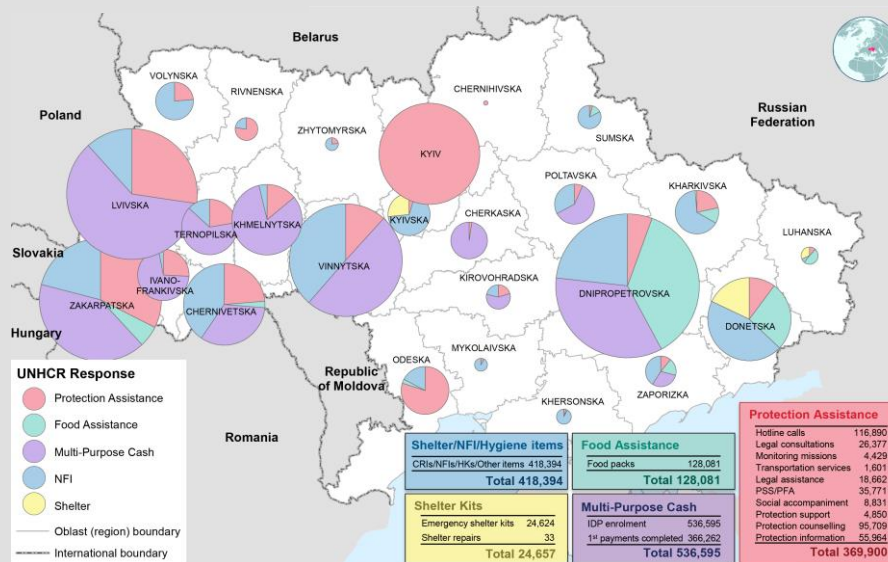 Belarus
VOLYNSKA
RIVNENSKA
CHERNIHIVSKA
Poland
ZHYTOMYRSKA
SUMSKA
Russian
Federation
KYIV
LVIVSKA
TERNOPILSKA
KHMELNYTSKA
KYIVSKA
CHERKASKA
POLTAVSKA
KHARKIVSKA
LUHANSKA
Slovakia
IVANO-
FRANKIVSKA
ZAKARPATSKA
CHERNIVETSKA
VINNYTSKA
KIROVOHRADSKA
DNIPROPETROVSKA
DONETSKA
Hungary
ODESKA
MYKOLAIVSKA
ZAPORIZKA
KHERSONSKA
Republic
of Moldova
Romania
UNHCR Response
Protection Assistance
Food Assistance
Multi-Purpose Cash
NFI
Shelter
Oblast (region) boundary
International boundary
Shelter/NFI/Hygiene items
CRIs/NFIs/HKs/Other items 418,394
Total 418,394
Food Assistance
Food packs 128,081
Total 128,081
Shelter Kits
Emergency shelter kits 24,624
Shelter repairs 33
Total 24,657
Multi-Purpose Cash
IDP enrolment 536,595
1st payments completed 366,262
Total 536,595
Protection Assistance
Hotline calls 116,890
Legal consultations 26,377
Monitoring missions 4,429
Transportation services 1,601
Legal assistance 18,662
PSS/PFA 35,771
Social accompaniment 8,831
Protection support 4,850
Protection counselling 95,709
Protection information 55,964
Total 369,900